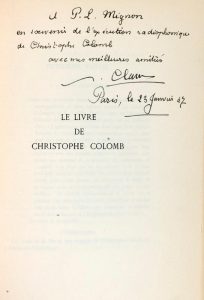 à P. L. Mignon
en souvenir de l'exécution radiophonique
de Christophe Colomb
avec mes meilleures amitiés
P. Claudel
Paris, le 23 Janvier 47
LE LIVRE
DE
CHRISTOPHE COLOMB